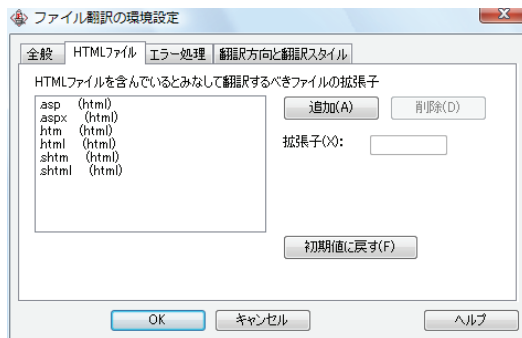 ファイル翻訳の環境設定
全般 HTMLファイル エラー処理 翻訳方向と翻訳スタイル
HTMLファイルを含んでいるとみなして翻訳するべきファイルの拡張子
.asp (html)
.aspx (html)
.htm (html)
.html (html)
.shtm (html)
.shtml (html)
追加(A) 削除(D)
拡張子(X):
初期値に戻す(F)
OK キャンセル ヘルプ